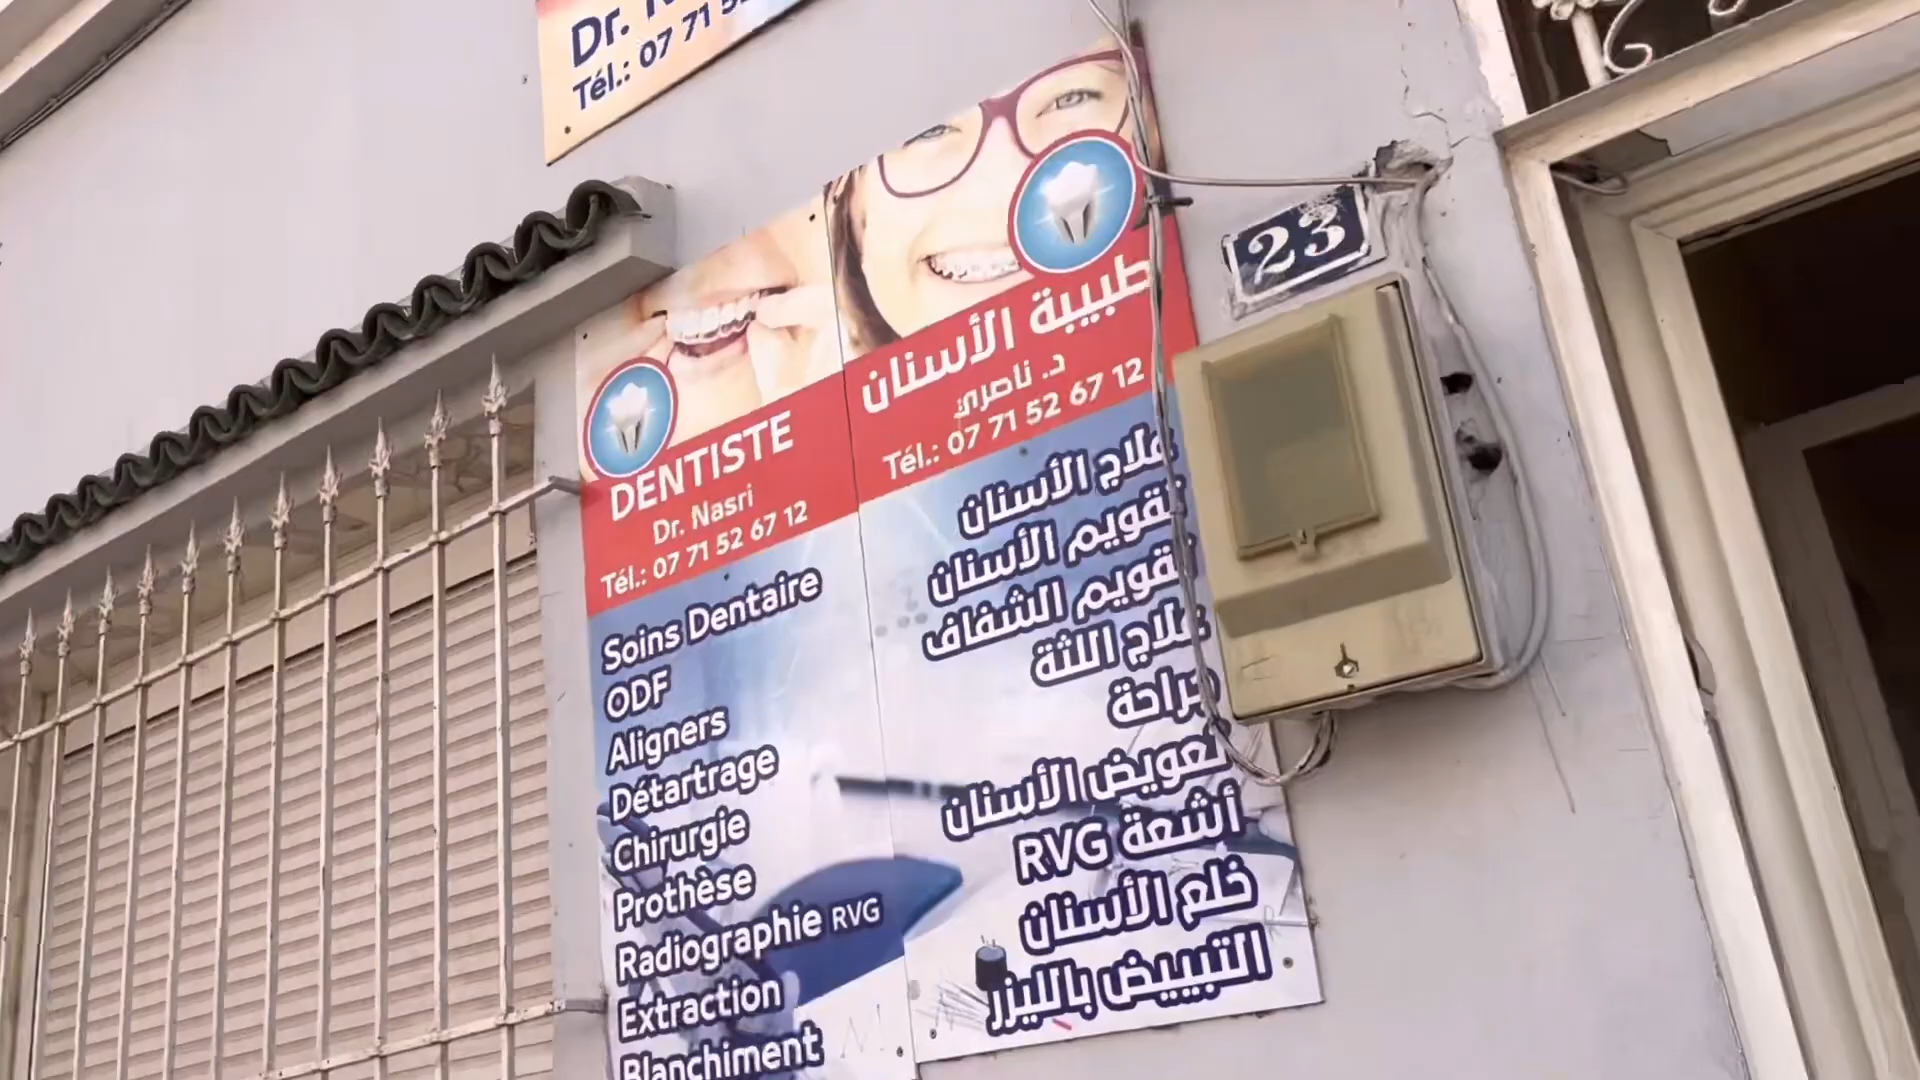 Dr.
Tél.: 07 71
23
DENTISTE
Dr. Nasri
Tél.: 07 71 52 67 12
Soins Dentaire
ODF
Aligners
Détartrage
Chirurgie
Prothèse
Radiographie RVG
Extraction
Blanchiment
طبيبة الأسنان
د. ناصري
Tél.: 07 71 52 67 12
علاج الأسنان
تقويم الأسنان
تقويم الشفاف
علاج اللثة
جراحة
تعويض الأسنان
أشعة RVG
خلع الأسنان
التبييض بالليزر